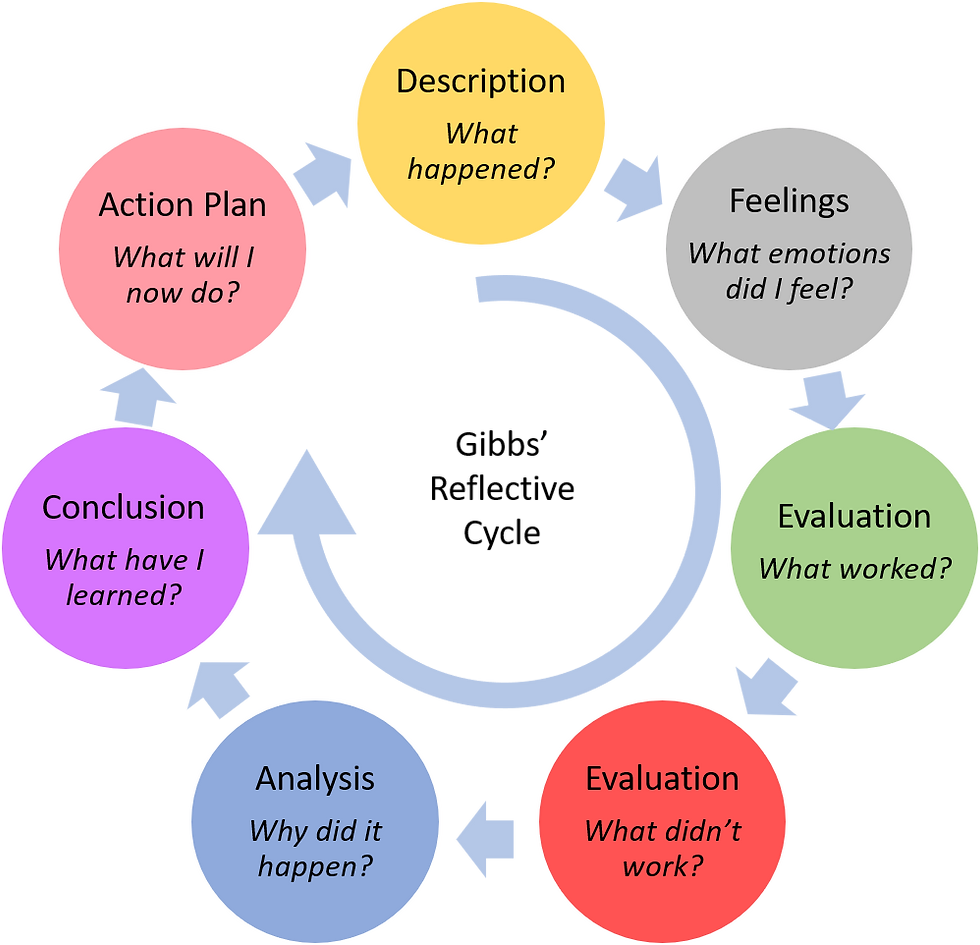 Description
What
happened?
Feelings
What emotions
did I feel?
Evaluation
What worked?
Evaluation
What didn’t
work?
Analysis
Why did it
happen?
Conclusion
What have I
learned?
Action Plan
What will I
now do?
Gibbs’
Reflective
Cycle